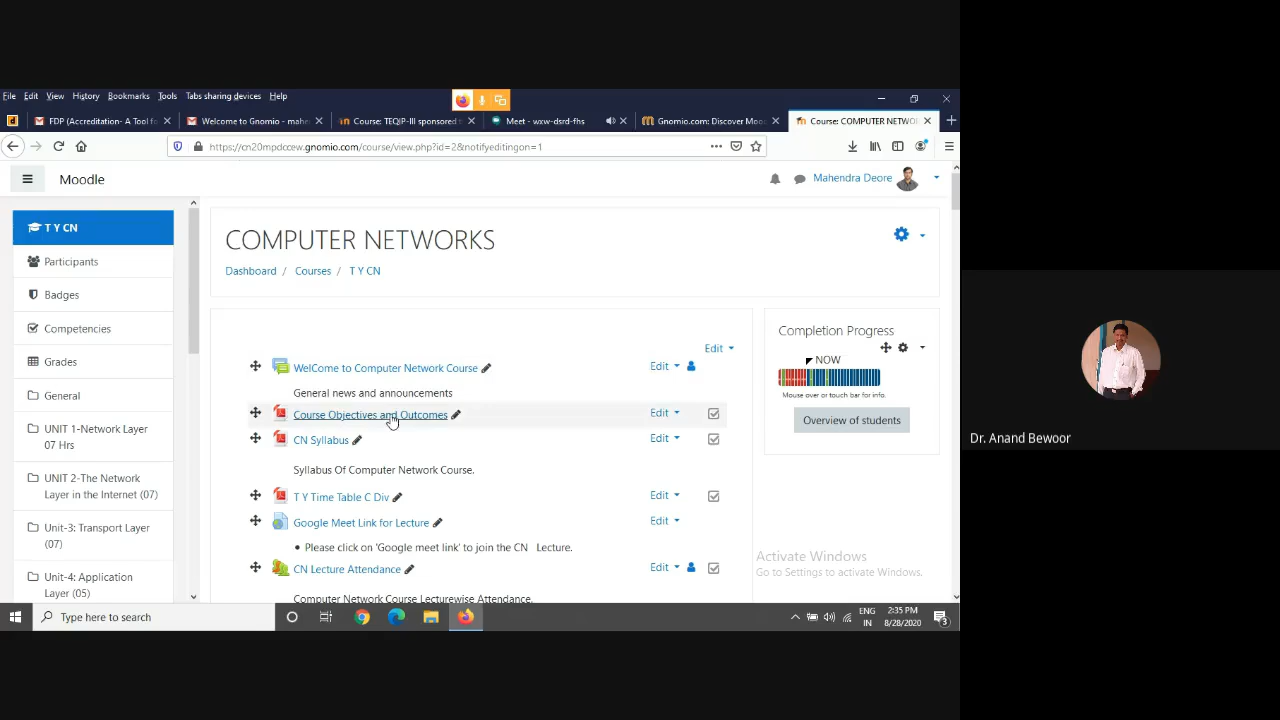 File Edit View History Bookmarks Tools Tabs sharing devices Help
FDP (Accreditation- A Tool fo
Welcome to Gnomio - mahe
Course: TEQIP-III sponsored t
Meet - wxw-dsrd-fhs
Gnomio.com: Discover Moo
Course: COMPUTER NETWO
https://cn20mpdccew.gnomio.com/course/view.php?id=2&notifyeditingon=1
Moodle
Mahendra Deore
T Y CN
Participants
Badges
Competencies
Grades
General
UNIT 1-Network Layer
07 Hrs
UNIT 2-The Network
Layer in the Internet (07)
Unit-3: Transport Layer
(07)
Unit-4: Application
Layer (05)
COMPUTER NETWORKS
Dashboard / Courses / T Y CN
Edit
WelCome to Computer Network Course Edit
General news and announcements
Course Objectives and Outcomes Edit
CN Syllabus Edit
Syllabus Of Computer Network Course.
T Y Time Table C Div Edit
Google Meet Link for Lecture Edit
• Please click on 'Google meet link' to join the CN Lecture.
CN Lecture Attendance Edit
Computer Network Course Lecturewise Attendance.
Completion Progress
NOW
Mouse over or touch bar for info.
Overview of students
Activate Windows
Go to Settings to activate Windows.
Type here to search
ENG
IN
2:35 PM
8/28/2020
3
Dr. Anand Bewoor